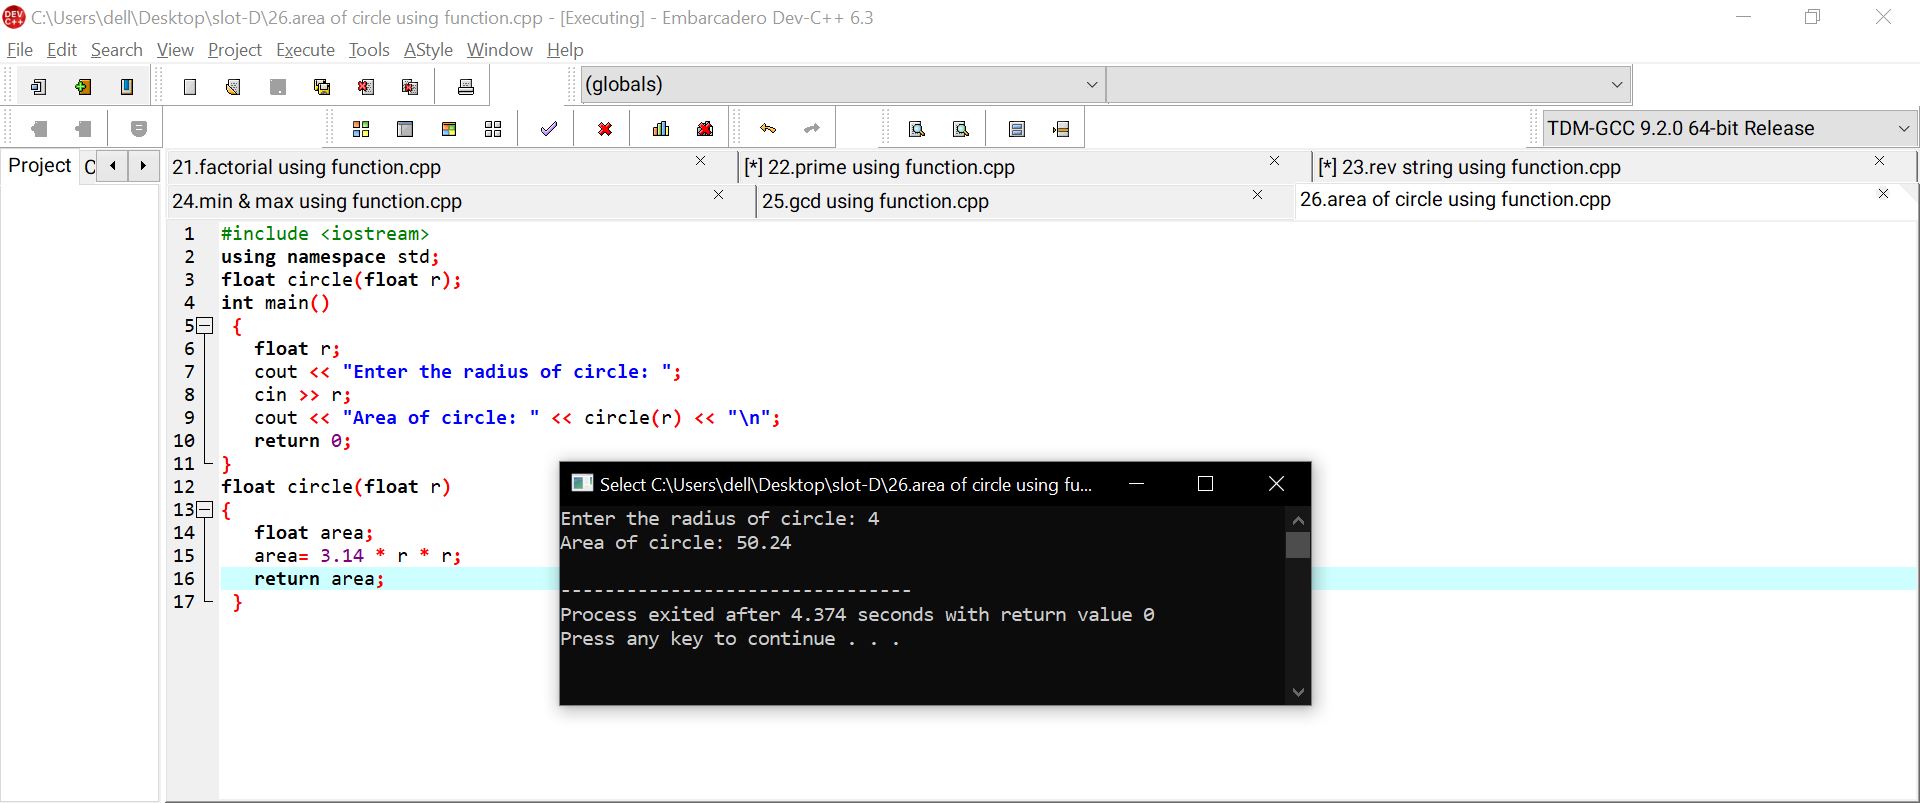 C:\Users\dell\Desktop\slot-D\26.area of circle using function.cpp - [Executing] - Embarcadero Dev-C++ 6.3
File Edit Search View Project Execute Tools AStyle Window Help
(globals)
TDM-GCC 9.2.0 64-bit Release
Project C
21.factorial using function.cpp [*] 22.prime using function.cpp [*] 23.rev string using function.cpp
24.min & max using function.cpp 25.gcd using function.cpp 26.area of circle using function.cpp
1 #include <iostream>
2 using namespace std;
3 float circle(float r);
4 int main()
5 {
6 float r;
7 cout << "Enter the radius of circle: ";
8 cin >> r;
9 cout << "Area of circle: " << circle(r) << "\n";
10 return 0;
11 }
12 float circle(float r)
13 {
14 float area;
15 area= 3.14 * r * r;
16 return area;
17 }
Select C:\Users\dell\Desktop\slot-D\26.area of circle using fu...
Enter the radius of circle: 4
Area of circle: 50.24
--------------------------------
Process exited after 4.374 seconds with return value 0
Press any key to continue . . .